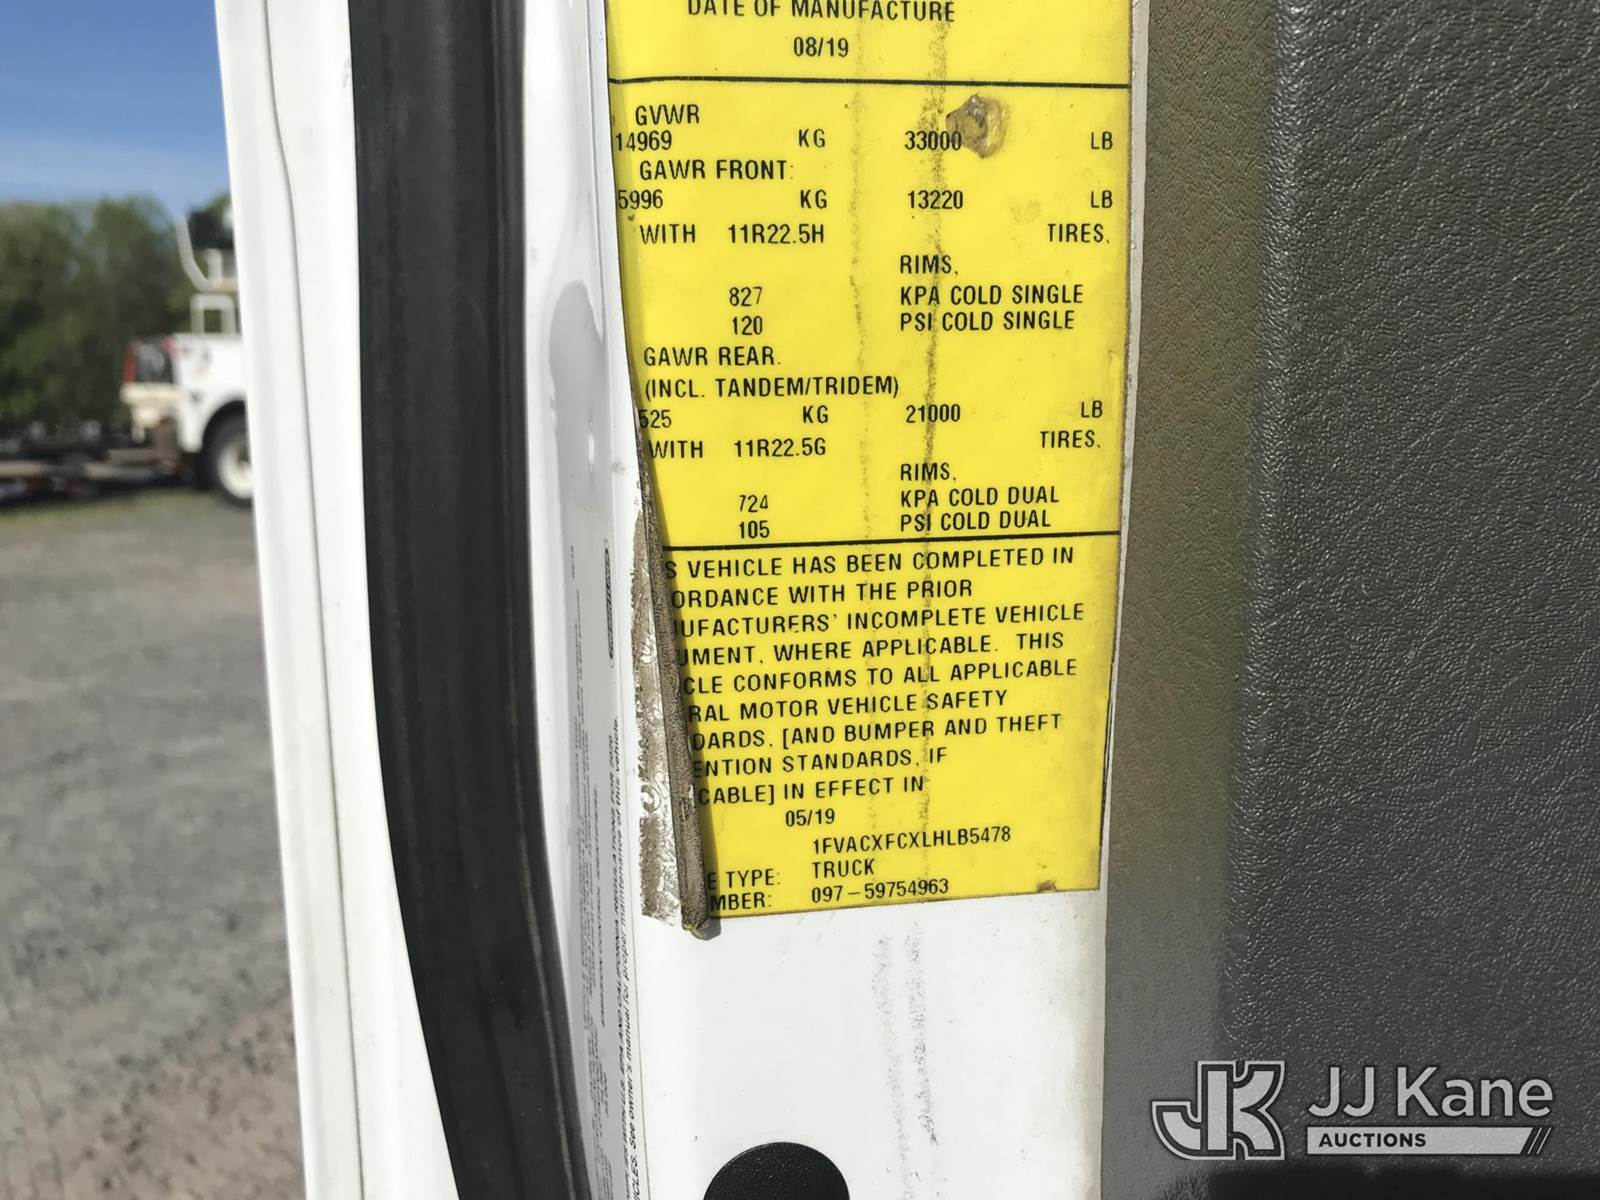 DATE OF MANUFACTURE
08/19
GVWR
14969 KG 33000 LB
GAWR FRONT:
5996 KG 13220 LB
WITH 11R22.5H TIRES,
RIMS,
827 KPA COLD SINGLE
120 PSI COLD SINGLE
GAWR REAR.
(INCL. TANDEM/TRIDEM)
525 KG 21000 LB
WITH 11R22.5G TIRES,
RIMS,
724 KPA COLD DUAL
105 PSI COLD DUAL
S VEHICLE HAS BEEN COMPLETED IN
ORDANCE WITH THE PRIOR
UFACTURERS' INCOMPLETE VEHICLE
UMENT, WHERE APPLICABLE. THIS
CLE CONFORMS TO ALL APPLICABLE
RAL MOTOR VEHICLE SAFETY
DARDS, [AND BUMPER AND THEFT
ENTION STANDARDS, IF
CABLE] IN EFFECT IN
05/19
1FVACXFCXLHLB5478
E TYPE: TRUCK
MBER: 097-59754963
JJ Kane
AUCTIONS